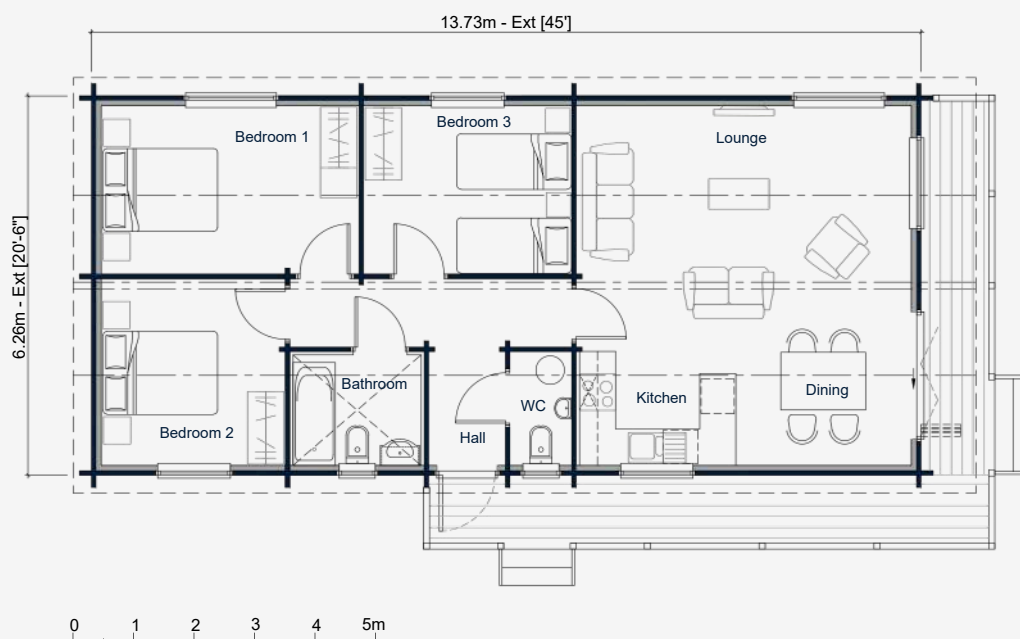 13.73m - Ext [45']
Bedroom 1
Bedroom 3
Lounge
6.26m - Ext [20'-6"]
Bathroom
Bedroom 2
Hall
WC
Kitchen
Dining
0 1 2 3 4 5m